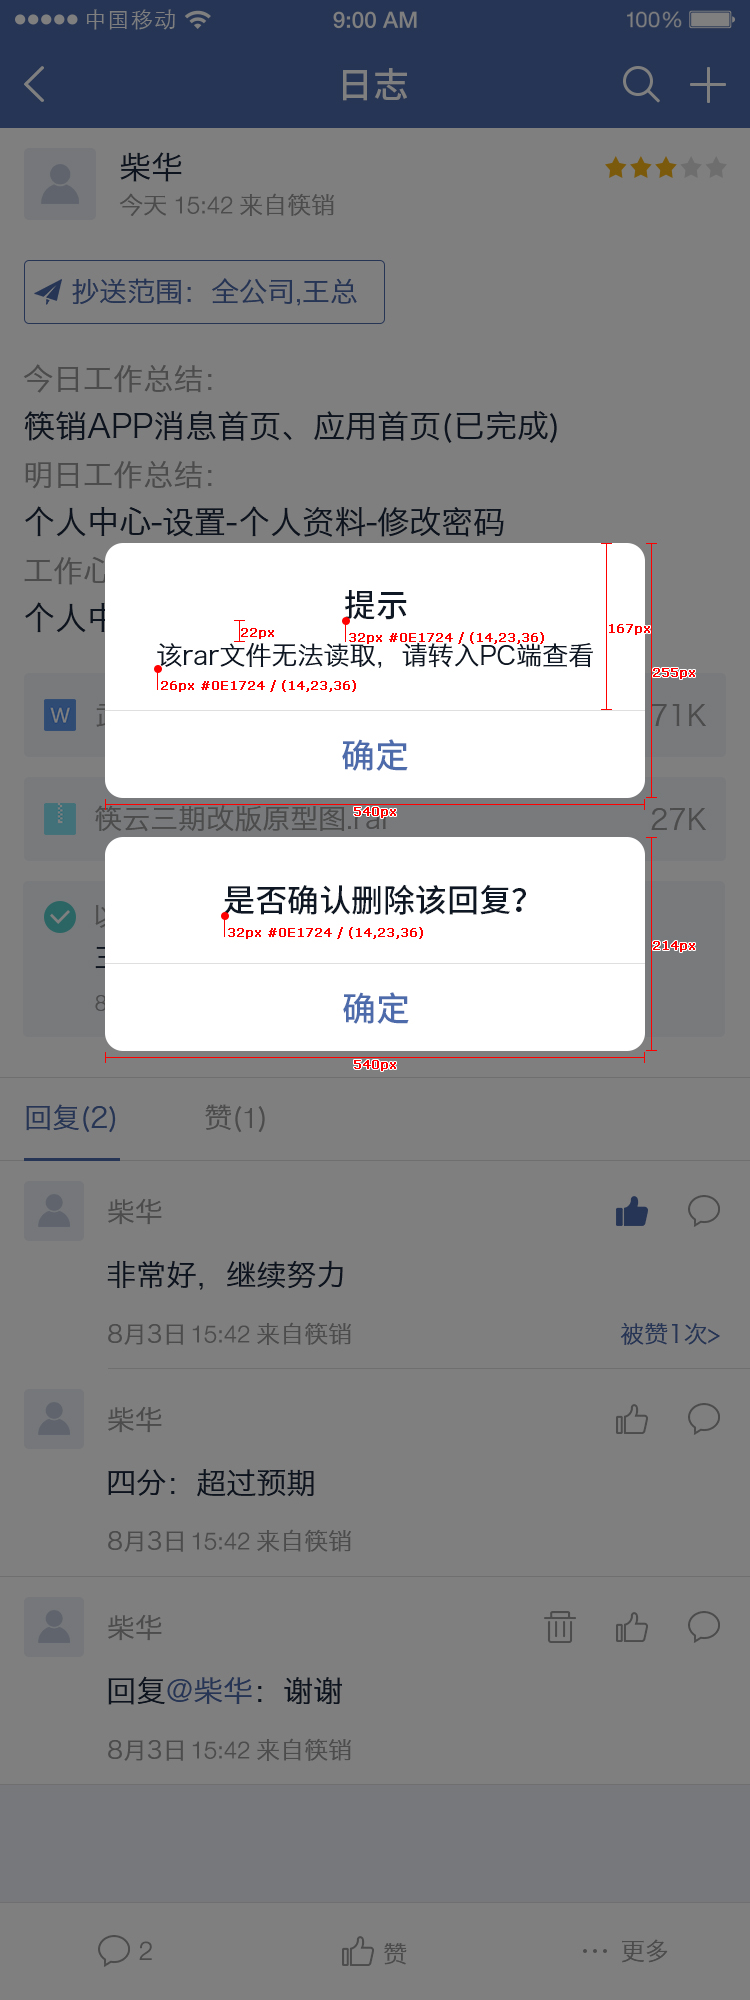 中国移动 9:00 AM 100%
日志
柴华
今天 15:42 来自筷销
抄送范围：全公司,王总
今日工作总结：
筷销APP消息首页、应用首页(已完成)
明日工作总结：
个人中心-设置-个人资料-修改密码
工作心
个人中
提示
22px
32px #0E1724 / (14,23,36)
167px
该rar文件无法读取，请转入PC端查看
255px
26px #0E1724 / (14,23,36)
W
71K
确定
540px
筷云三期改版原型图.rar 27K
是否确认删除该回复？
32px #0E1724 / (14,23,36)
214px
确定
540px
回复(2) 赞(1)
柴华
非常好，继续努力
8月3日 15:42 来自筷销 被赞1次>
柴华
四分：超过预期
8月3日 15:42 来自筷销
柴华
回复@柴华：谢谢
8月3日 15:42 来自筷销
2 赞 ··· 更多